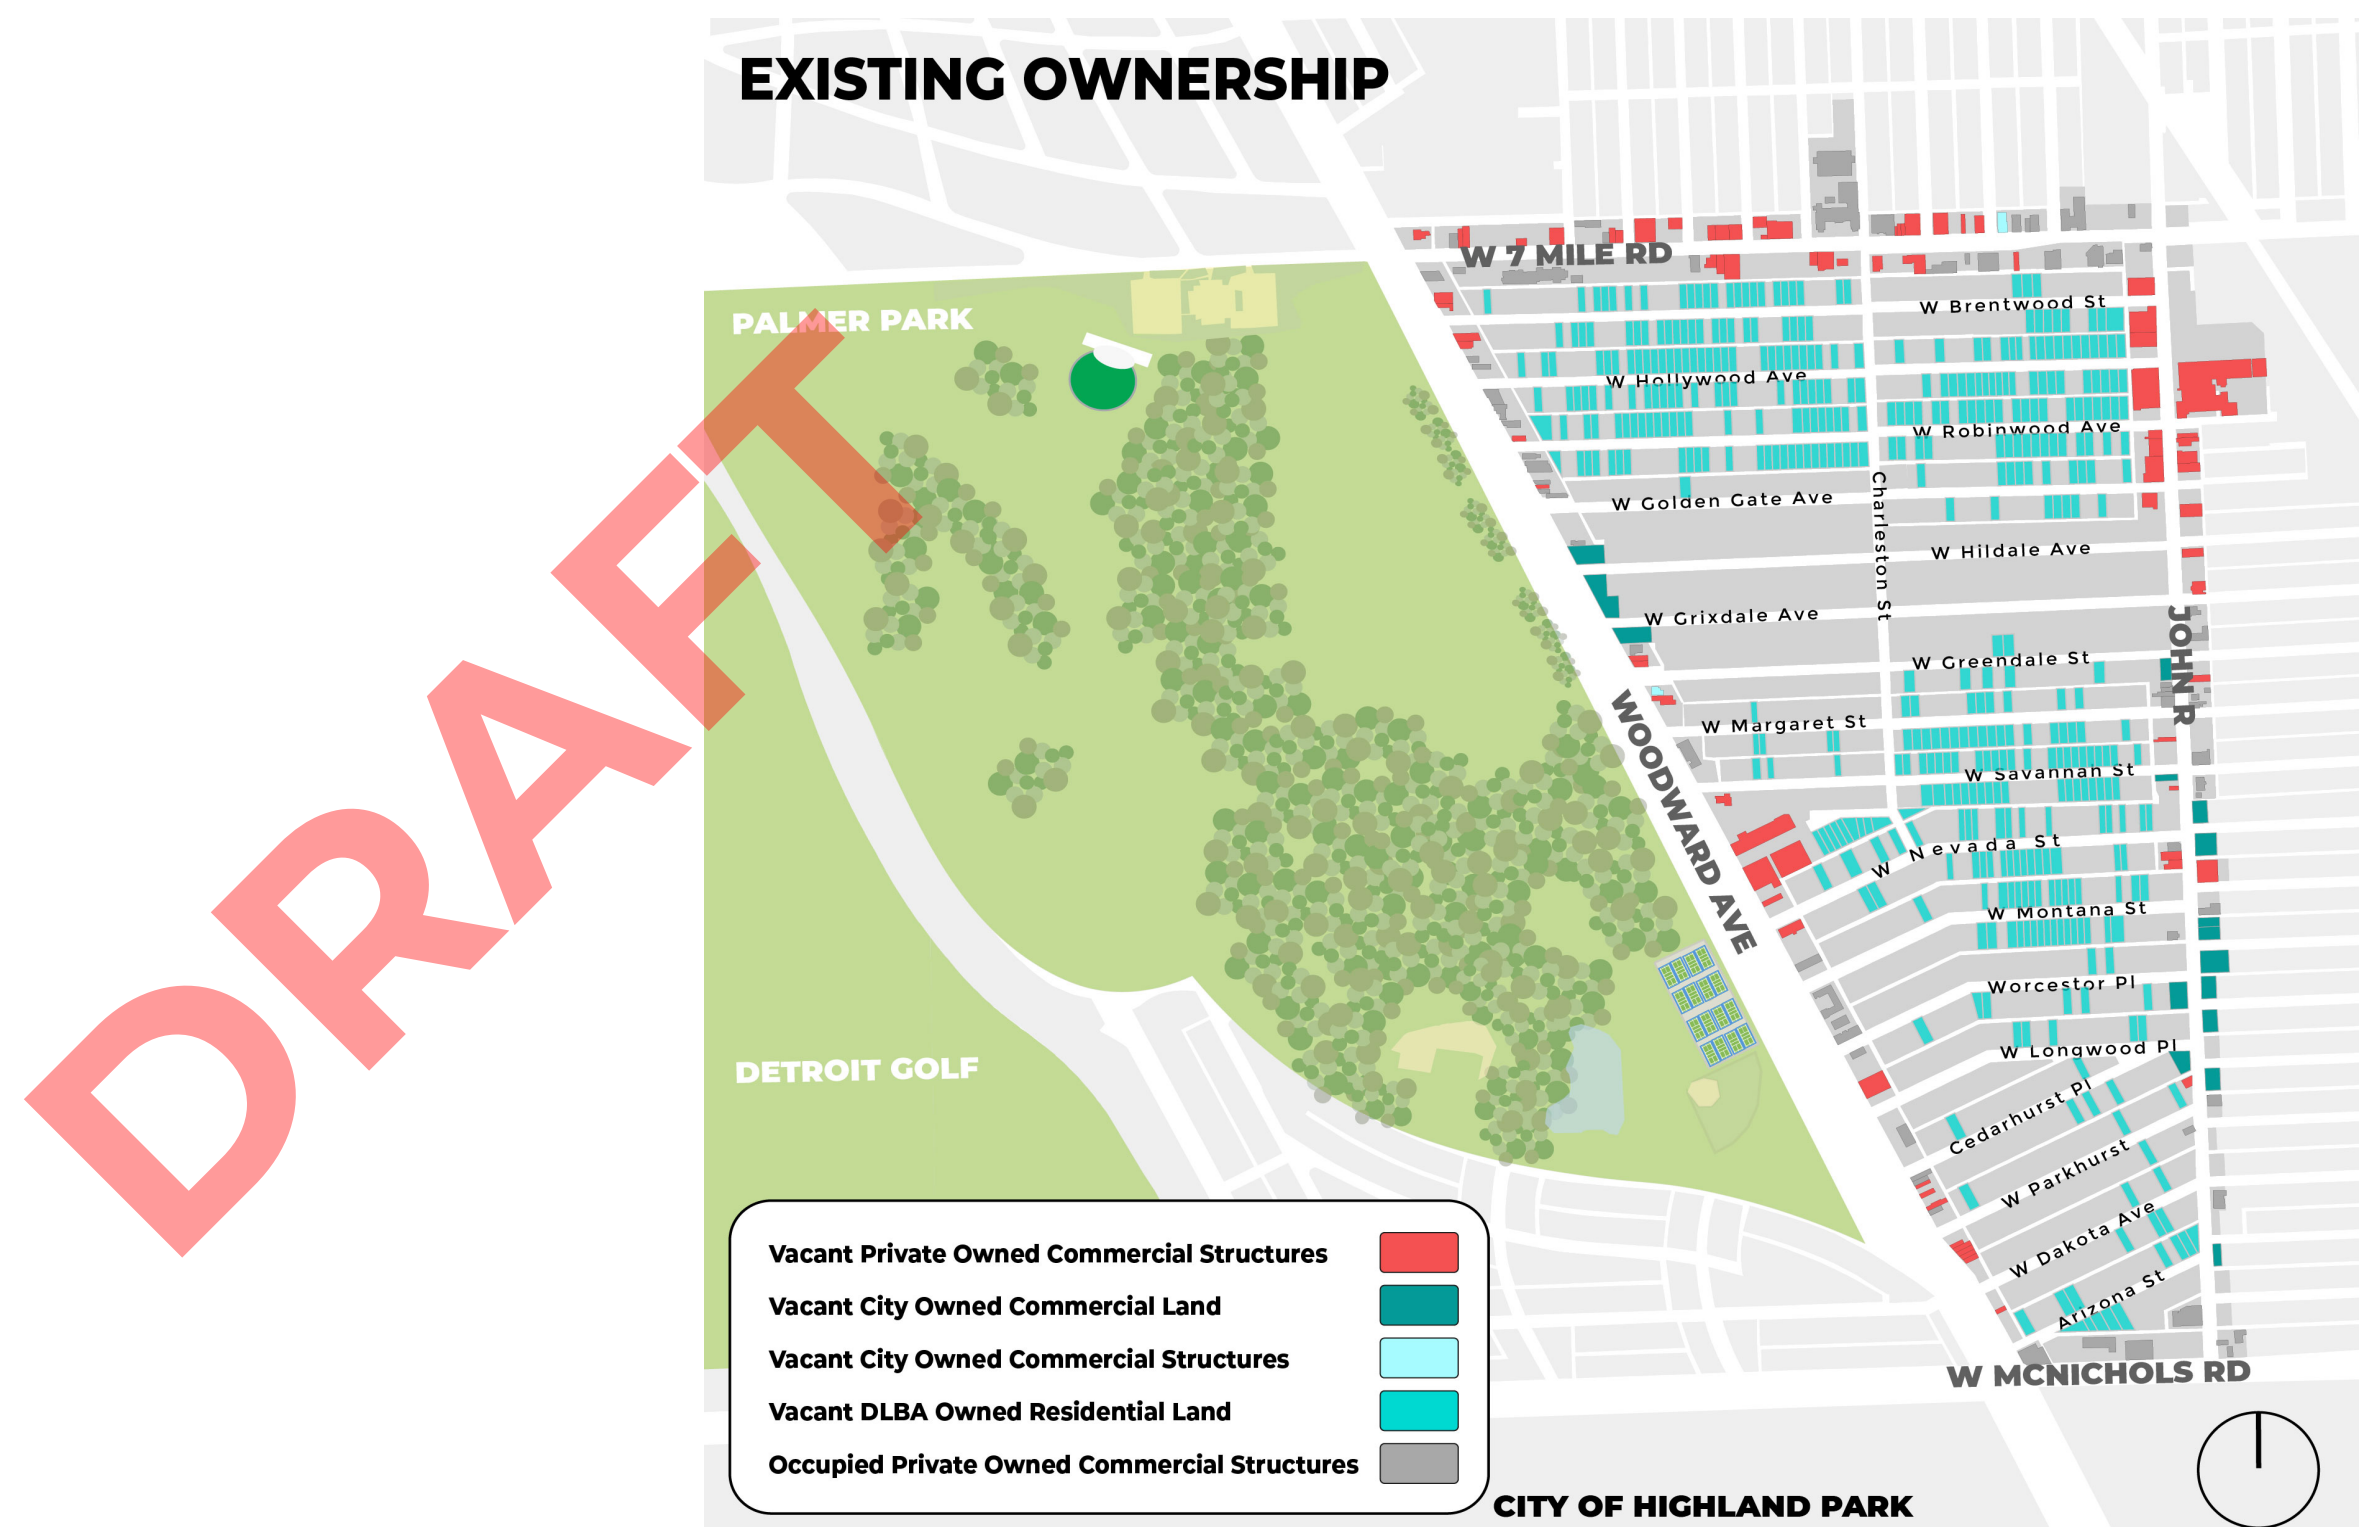 EXISTING OWNERSHIP
W 7 MILE RD
W Brentwood St
PALMER PARK
W Hollywood Ave
W Robinwood Ave
W Golden Gate Ave
Charleston St
W Hildale Ave
W Grixdale Ave
JOHN R
W Greendale St
W Margaret St
WOODWARD AVE
W Savannah St
W Nevada St
W Montana St
Worcestor Pl
W Longwood Pl
DETROIT GOLF
Cedarhurst Pl
W Parkhurst
W Dakota Ave
Arizona St
W MCNICHOLS RD
Vacant Private Owned Commercial Structures
Vacant City Owned Commercial Land
Vacant City Owned Commercial Structures
Vacant DLBA Owned Residential Land
Occupied Private Owned Commercial Structures
CITY OF HIGHLAND PARK
DRAFT